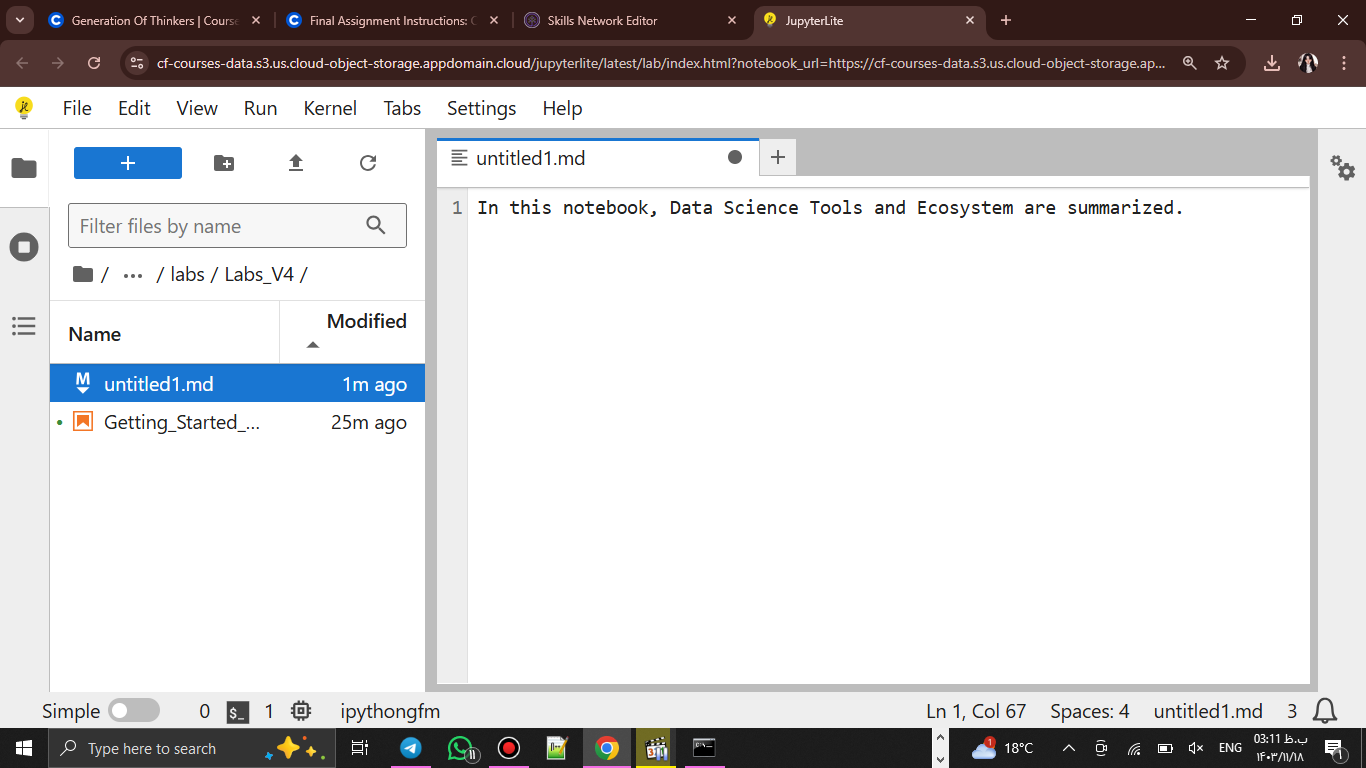 Generation Of Thinkers | Course
Final Assignment Instructions: C
Skills Network Editor
JupyterLite
cf-courses-data.s3.us.cloud-object-storage.appdomain.cloud/jupyterlite/latest/lab/index.html?notebook_url=https://cf-courses-data.s3.us.cloud-object-storage.ap...
File Edit View Run Kernel Tabs Settings Help
untitled1.md
Filter files by name
/ ... / labs / Labs_V4 /
Name Modified
untitled1.md 1m ago
Getting_Started_... 25m ago
1 In this notebook, Data Science Tools and Ecosystem are summarized.
Simple 0 $_ 1 ipythongfm Ln 1, Col 67 Spaces: 4 untitled1.md 3
Type here to search
1 18°C ENG
ب.ظ 03:11
۱۴۰۳/۱۱/۱۸
1